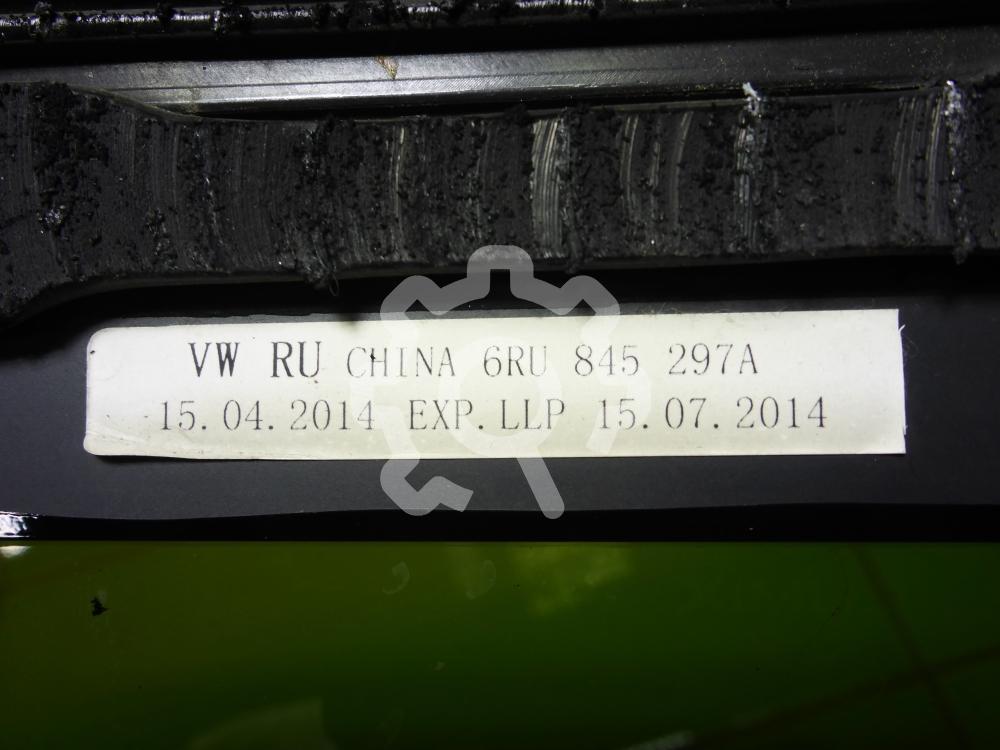 VW RU CHINA 6RU 845 297A
15.04.2014 EXP.LLP 15.07.2014